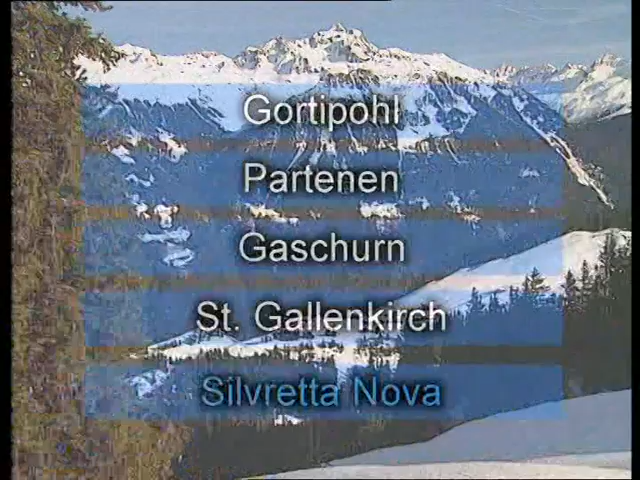 Gortipohl
Partenen
Gaschurn
St. Gallenkirch
Silvretta Nova